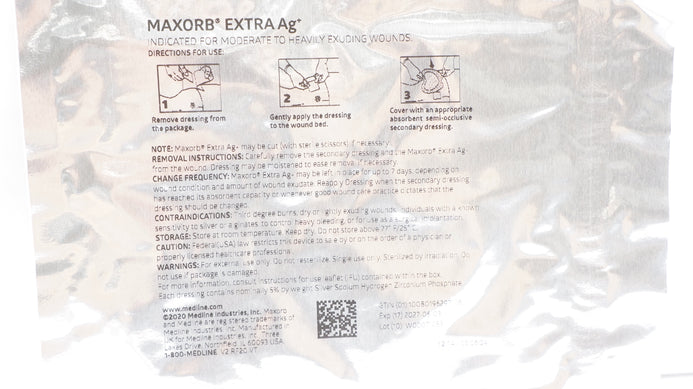 MAXORB® EXTRA Ag+
INDICATED FOR MODERATE TO HEAVILY EXUDING WOUNDS.
DIRECTIONS FOR USE:
1
2
3
Remove dressing from
the package.
Gently apply the dressing
to the wound bed.
Cover with an appropriate
absorbent semi-occlusive
secondary dressing.
NOTE: Maxorb® Extra Ag+ may be cut (with sterile scissors) if necessary.
REMOVAL INSTRUCTIONS: Carefully remove the secondary dressing and the Maxorb® Extra Ag
from the wound. Dressing may be moistened to ease removal, if necessary.
CHANGE FREQUENCY: Maxorb® Extra Ag+ may be left in place for up to 7 days, depending on
wound condition and amount of wound exudate. Reapply Dressing when the secondary dressing
has reached its absorbent capacity or whenever good wound care practice dictates that the
dressing should be changed.
CONTRAINDICATIONS: Third degree burns, dry or lightly exuding wounds, individuals with a known
sensitivity to silver or alginates, to control heavy bleeding, or for use as a surgical implantation.
STORAGE: Store at room temperature. Keep dry. Do not store above 77° F/25° C.
CAUTION: Federal(USA) law restricts this device to sale by or on the order of a physician or
properly licensed healthcare professional.
WARNINGS: For external use only. Do not resterilize. Single use only. Sterilized by Irradiation. Do
not use if package is damaged.
For more information, consult instructions for use leaflet (IFU) contained within the box.
Each dressing contains nominally 5% by weight Silver Sodium Hydrogen Zirconium Phosphate.
www.medline.com
©2020 Medline Industries, Inc. Maxorb
and Medline are registered trademarks of
Medline Industries, Inc. Manufactured in
UK for Medline Industries, Inc. Three
Lakes Drive, Northfield, IL 60093 USA
1-800-MEDLINE V2 R720 VT
Exp (17)
Lot (10)